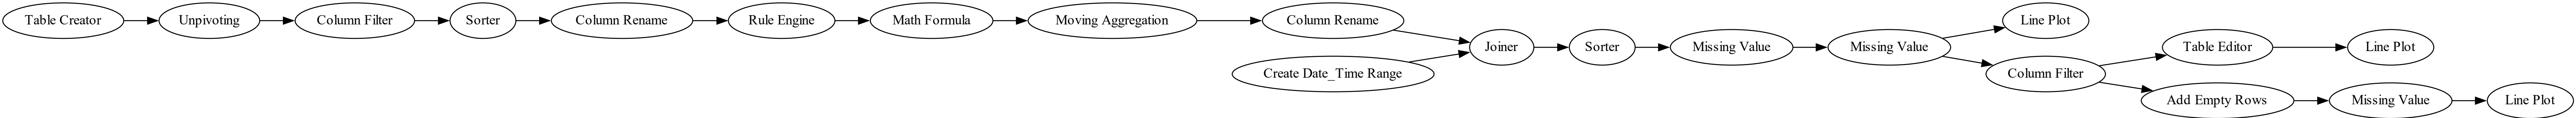 Table Creator
Unpivoting
Column Filter
Sorter
Column Rename
Rule Engine
Math Formula
Moving Aggregation
Column Rename
Create Date_Time Range
Joiner
Sorter
Missing Value
Missing Value
Line Plot
Column Filter
Table Editor
Line Plot
Add Empty Rows
Missing Value
Line Plot